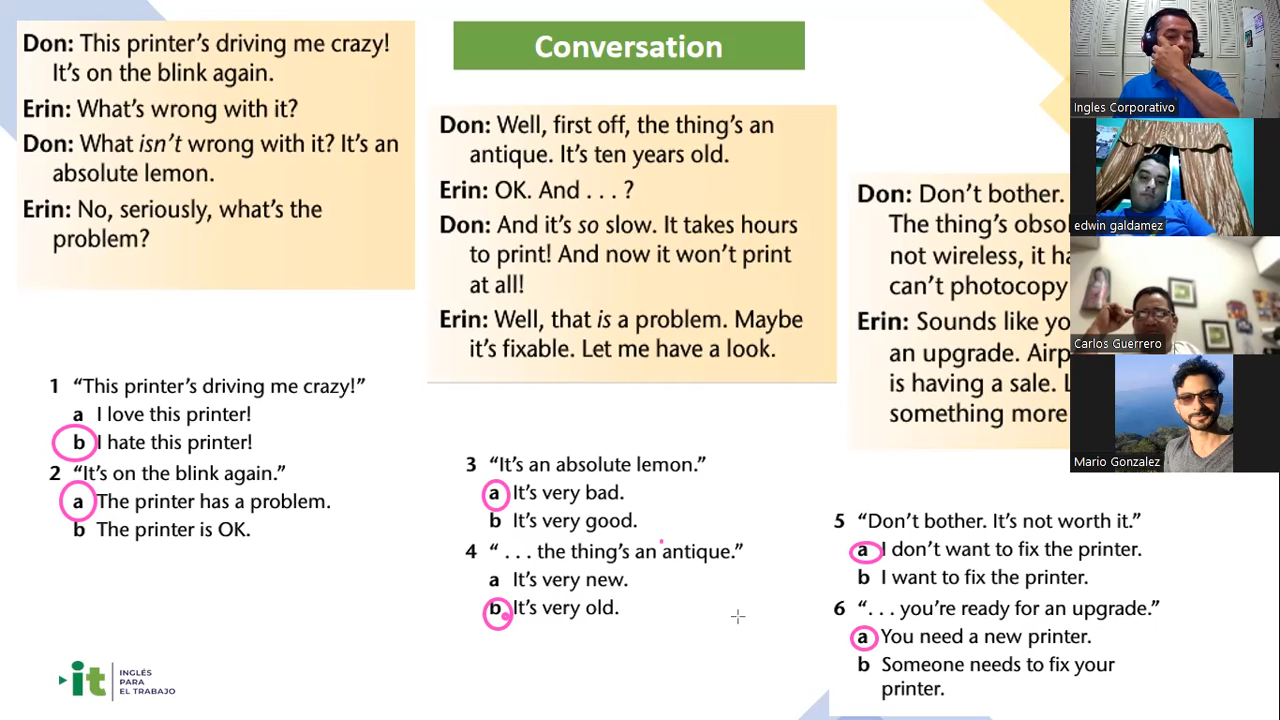 Conversation
Don: This printer's driving me crazy!
It's on the blink again.
Erin: What's wrong with it?
Don: What isn't wrong with it? It's an
absolute lemon.
Erin: No, seriously, what's the
problem?
Don: Well, first off, the thing's an
antique. It's ten years old.
Erin: OK. And . . . ?
Don: And it's so slow. It takes hours
to print! And now it won't print
at all!
Erin: Well, that is a problem. Maybe
it's fixable. Let me have a look.
Don: Don't bother.
The thing's
not wireless, it
can't photocopy
Erin: Sounds like
an upgrade.
is having a sale.
something more
1 "This printer's driving me crazy!"
a I love this printer!
b I hate this printer!
2 "It's on the blink again."
a The printer has a problem.
b The printer is OK.
3 "It's an absolute lemon."
a It's very bad.
b It's very good.
4 ". . . the thing's an antique."
a It's very new.
b It's very old.
5 "Don't bother. It's not worth it."
a I don't want to fix the printer.
b I want to fix the printer.
6 ". . . you're ready for an upgrade."
a You need a new printer.
b Someone needs to fix your
printer.
it
INGLÉS
PARA
EL TRABAJO
Ingles Corporativo
edwin galdamez
Carlos Guerrero
Mario Gonzalez